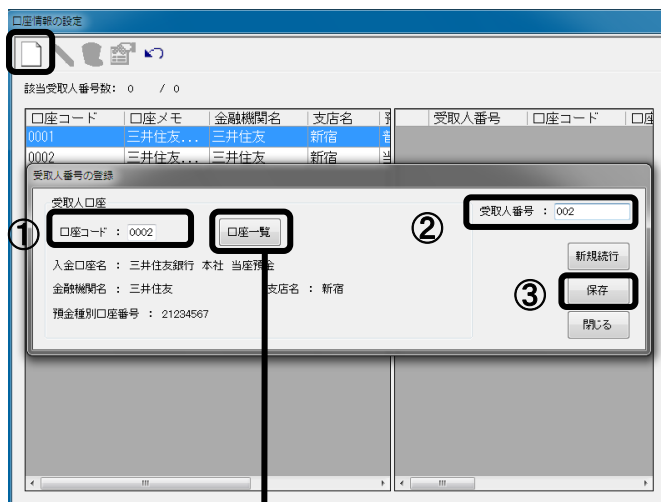 口座情報の設定
該当受取人番号数: 0 / 0
口座コード 口座メモ 金融機関名 支店名 受取人番号 口座コード 口座
0001 三井住友... 三井住友 新宿
0002 三井住友... 三井住友 新宿
受取人番号の登録
受取人口座
① 口座コード : 0002 口座一覧
② 受取人番号 : 002
入金口座名 : 三井住友銀行 本社 当座預金
新規続行
金融機関名 : 三井住友 支店名 : 新宿
③ 保存
預金種別口座番号 : 21234567
閉じる